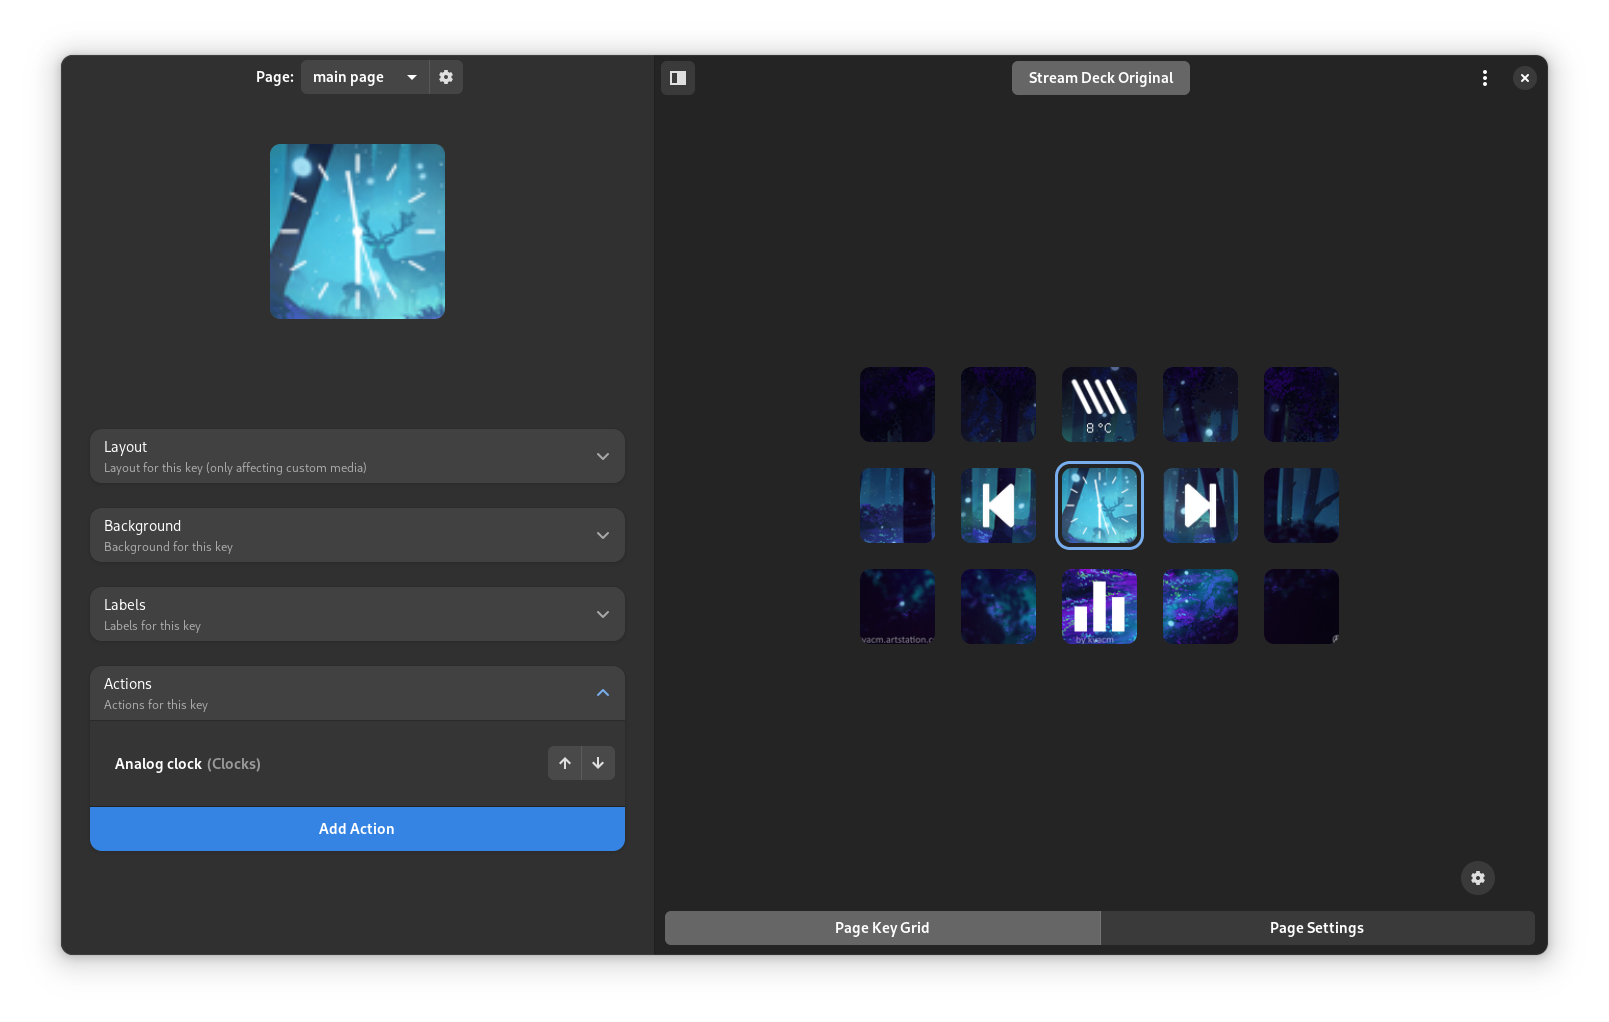 Page:
main page
Stream Deck Original
Layout
Layout for this key (only affecting custom media)
Background
Background for this key
Labels
Labels for this key
Actions
Actions for this key
Analog clock (Clocks)
Add Action
8 °C
vacm.artstation.c
by kvacm
Page Key Grid
Page Settings